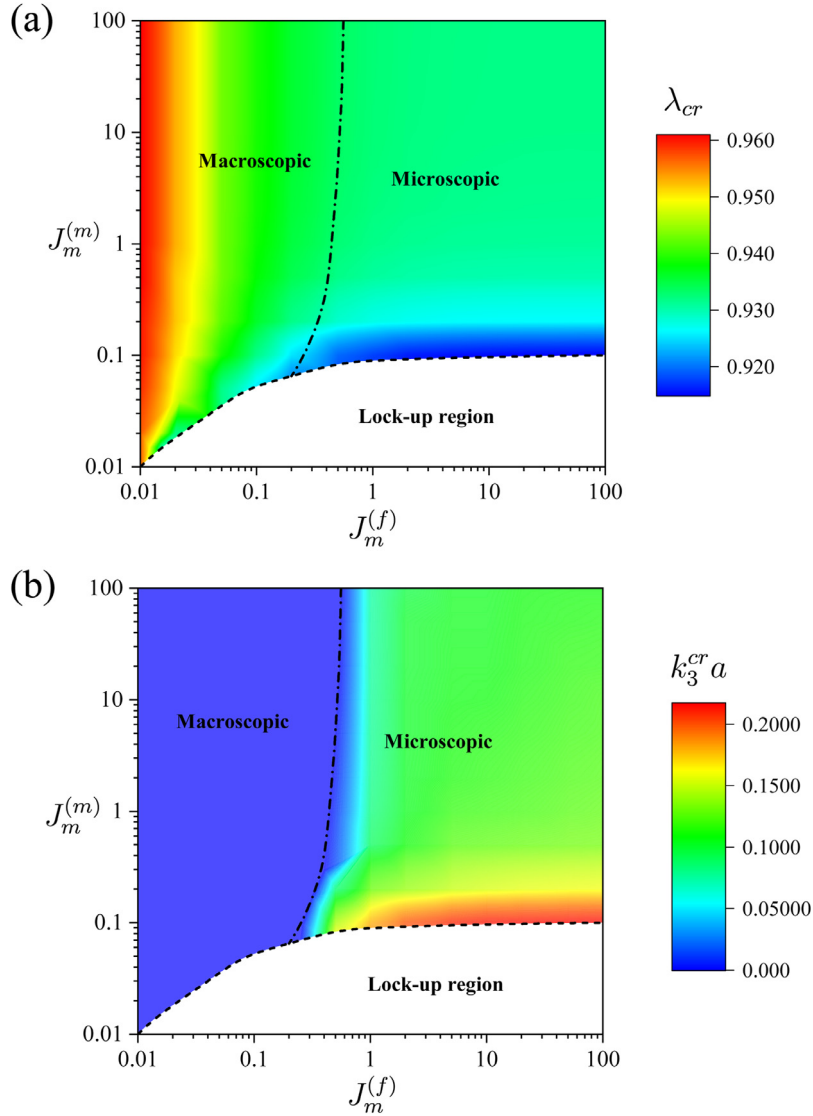 (a)
100
10
1
0.1
0.01
J_m^{(m)}
Macroscopic
Microscopic
Lock-up region
0.01
0.1
1
10
100
J_m^{(f)}
λ_{cr}
0.960
0.950
0.940
0.930
0.920
(b)
100
10
1
0.1
0.01
J_m^{(m)}
Macroscopic
Microscopic
Lock-up region
0.01
0.1
1
10
100
J_m^{(f)}
k_3^{cr} a
0.2000
0.1500
0.1000
0.05000
0.000